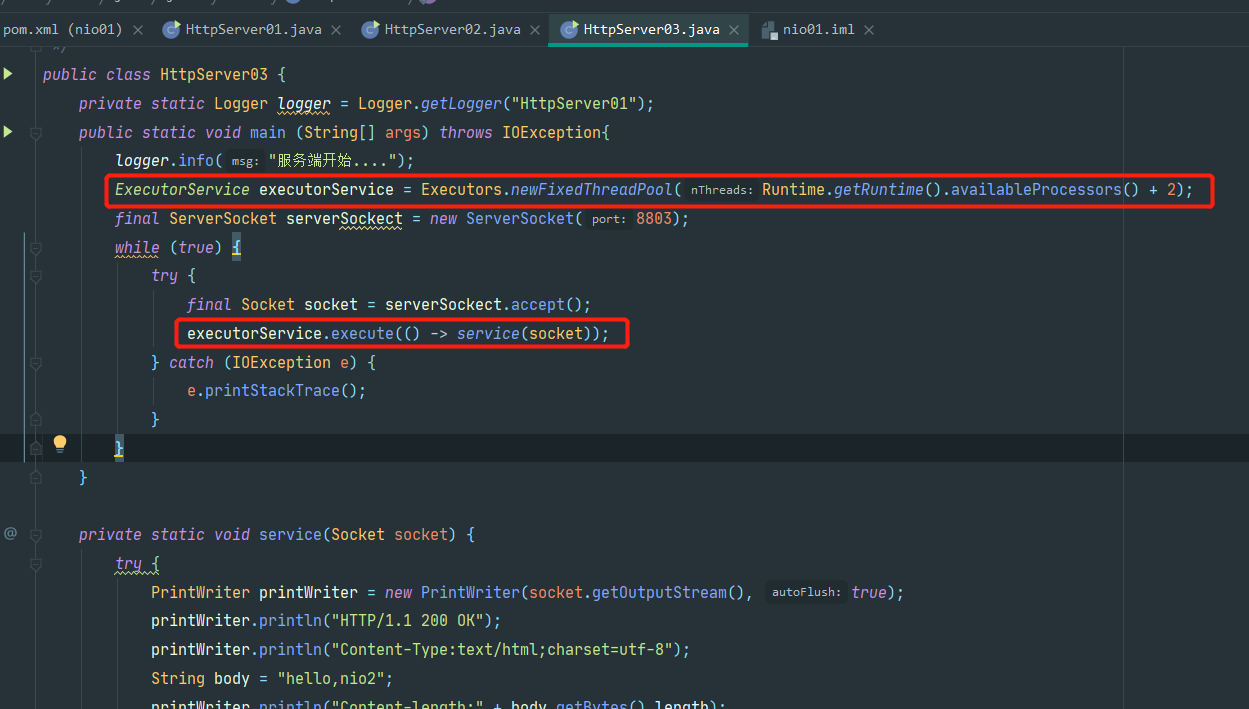 pom.xml (nio01) HttpServer01.java HttpServer02.java HttpServer03.java nio01.iml
*/
public class HttpServer03 {
private static Logger logger = Logger.getLogger("HttpServer01");
public static void main (String[] args) throws IOException{
logger.info( msg: "服务端开始....");
ExecutorService executorService = Executors.newFixedThreadPool( nThreads: Runtime.getRuntime().availableProcessors() + 2);
final ServerSocket serverSockect = new ServerSocket( port: 8803);
while (true) {
try {
final Socket socket = serverSockect.accept();
executorService.execute(() -> service(socket));
} catch (IOException e) {
e.printStackTrace();
}
}
}
@ private static void service(Socket socket) {
try {
PrintWriter printWriter = new PrintWriter(socket.getOutputStream(), autoFlush: true);
printWriter.println("HTTP/1.1 200 OK");
printWriter.println("Content-Type:text/html;charset=utf-8");
String body = "hello,nio2";
printWriter.println("Content-length:" + body.getBytes().length);